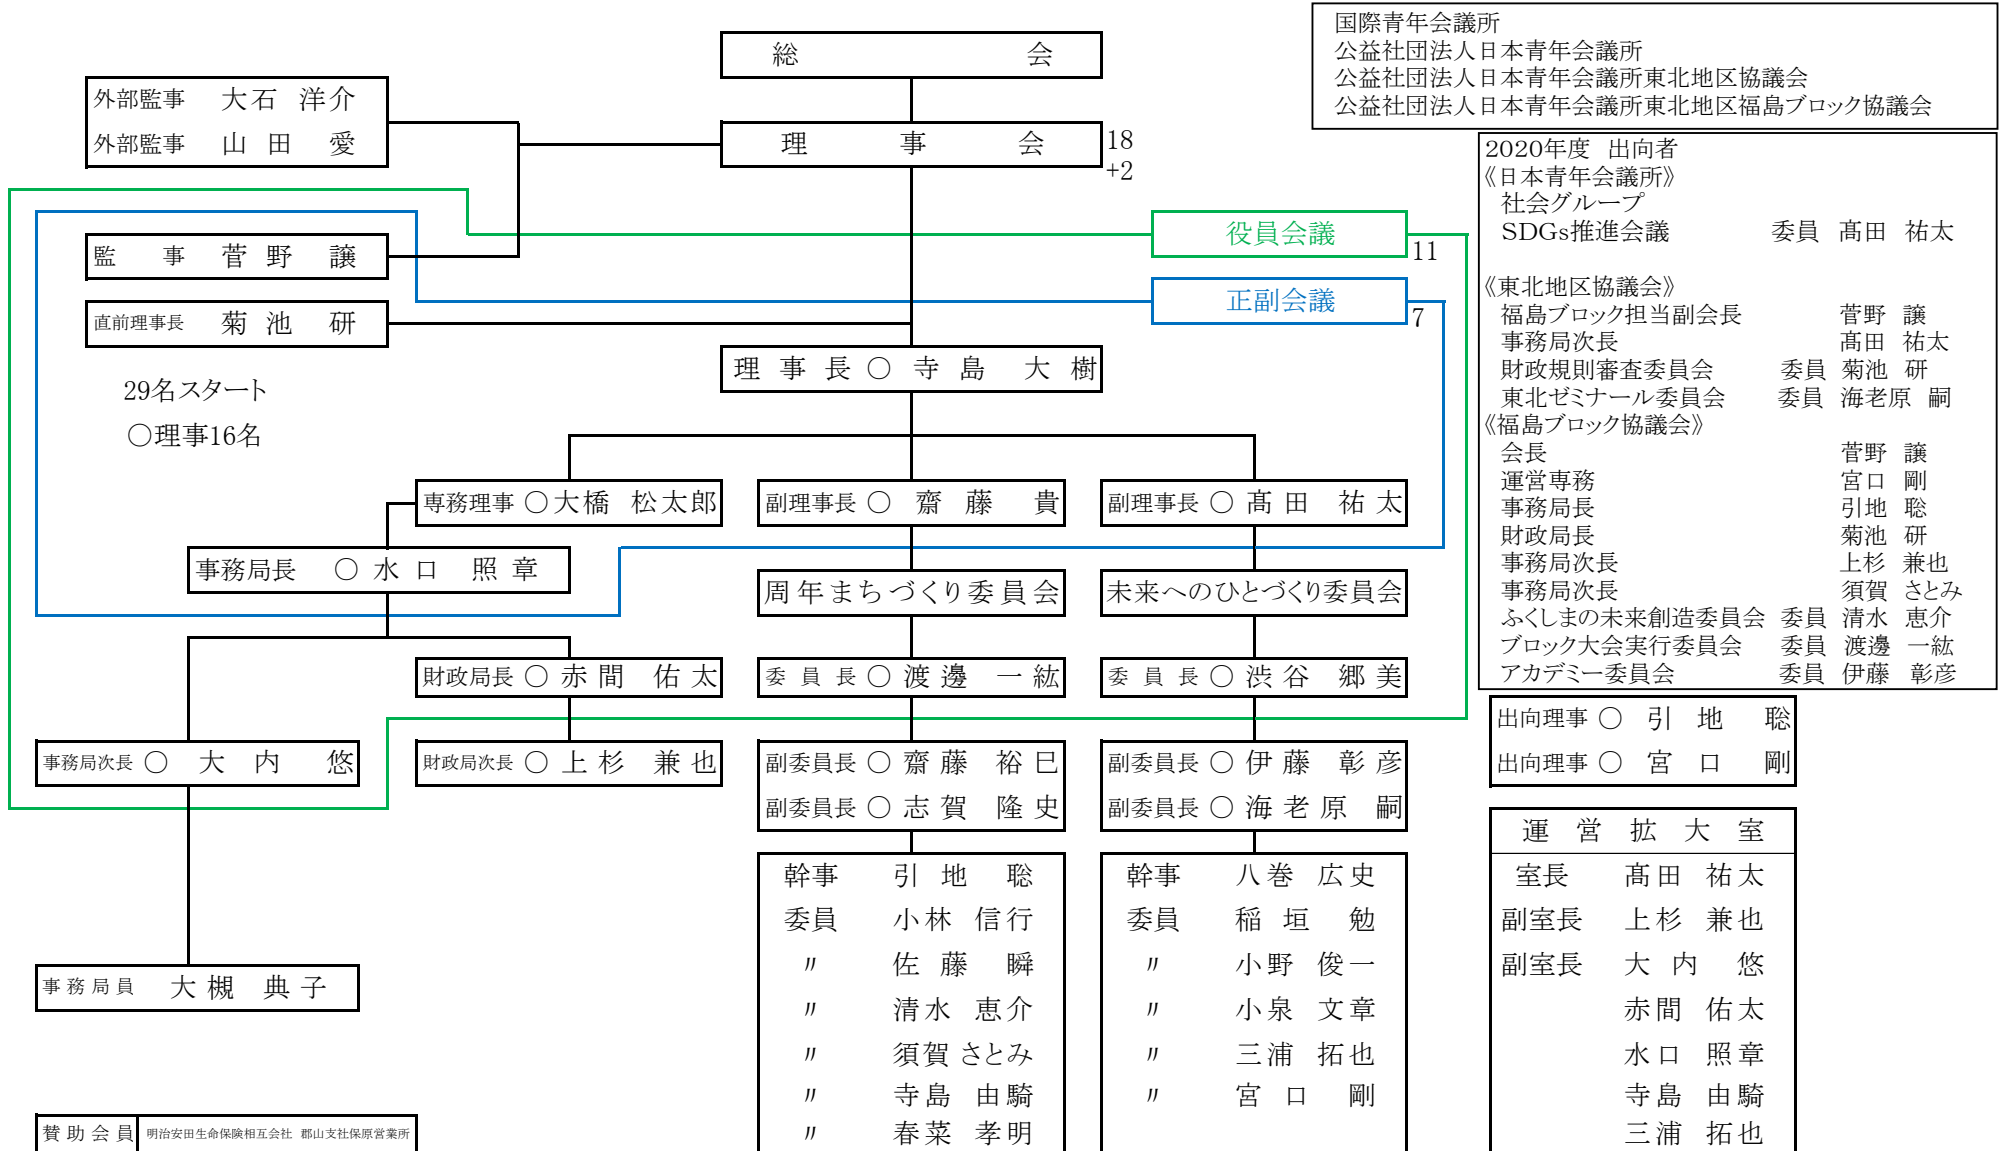 国際青年会議所
公益社団法人日本青年会議所
公益社団法人日本青年会議所東北地区協議会
公益社団法人日本青年会議所東北地区福島ブロック協議会
総 会
外部監事 大石 洋介
外部監事 山田 愛
理 事 会
18
+2
監 事 菅野 譲
役員会議
11
正副会議
7
直前理事長 菊池 研
理事長 ○ 寺島 大樹
29名スタート
○理事16名
専務理事 ○ 大橋 松太郎
副理事長 ○ 齋藤 貴
副理事長 ○ 髙田 祐太
事務局長 ○ 水口 照章
周年まちづくり委員会
未来へのひとづくり委員会
財政局長 ○ 赤間 佑太
委員長 ○ 渡邊 一紘
委員長 ○ 渋谷 郷美
事務局次長 ○ 大内 悠
財政局次長 ○ 上杉 兼也
副委員長 ○ 齋藤 裕巳
副委員長 ○ 志賀 隆史
副委員長 ○ 伊藤 彰彦
副委員長 ○ 海老原 嗣
幹事 引地 聡
委員 小林 信行
〃 佐藤 瞬
〃 清水 恵介
〃 須賀 さとみ
〃 寺島 由騎
〃 春菜 孝明
幹事 八巻 広史
委員 稲垣 勉
〃 小野 俊一
〃 小泉 文章
〃 三浦 拓也
〃 宮口 剛
事務局員 大槻 典子
賛助会員 明治安田生命保険相互会社 郡山支社保原営業所
2020年度 出向者
《日本青年会議所》
社会グループ
SDGs推進会議 委員 髙田 祐太
《東北地区協議会》
福島ブロック担当副会長 菅野 譲
事務局次長 髙田 祐太
財政規則審査委員会 委員 菊池 研
東北ゼミナール委員会 委員 海老原 嗣
《福島ブロック協議会》
会長 菅野 譲
運営専務 宮口 剛
事務局長 引地 聡
財政局長 菊池 研
事務局次長 上杉 兼也
事務局次長 須賀 さとみ
ふくしまの未来創造委員会 委員 清水 恵介
ブロック大会実行委員会 委員 渡邊 一紘
アカデミー委員会 委員 伊藤 彰彦
出向理事 ○ 引地 聡
出向理事 ○ 宮口 剛
運営拡大室
室長 髙田 祐太
副室長 上杉 兼也
副室長 大内 悠
赤間 佑太
水口 照章
寺島 由騎
三浦 拓也